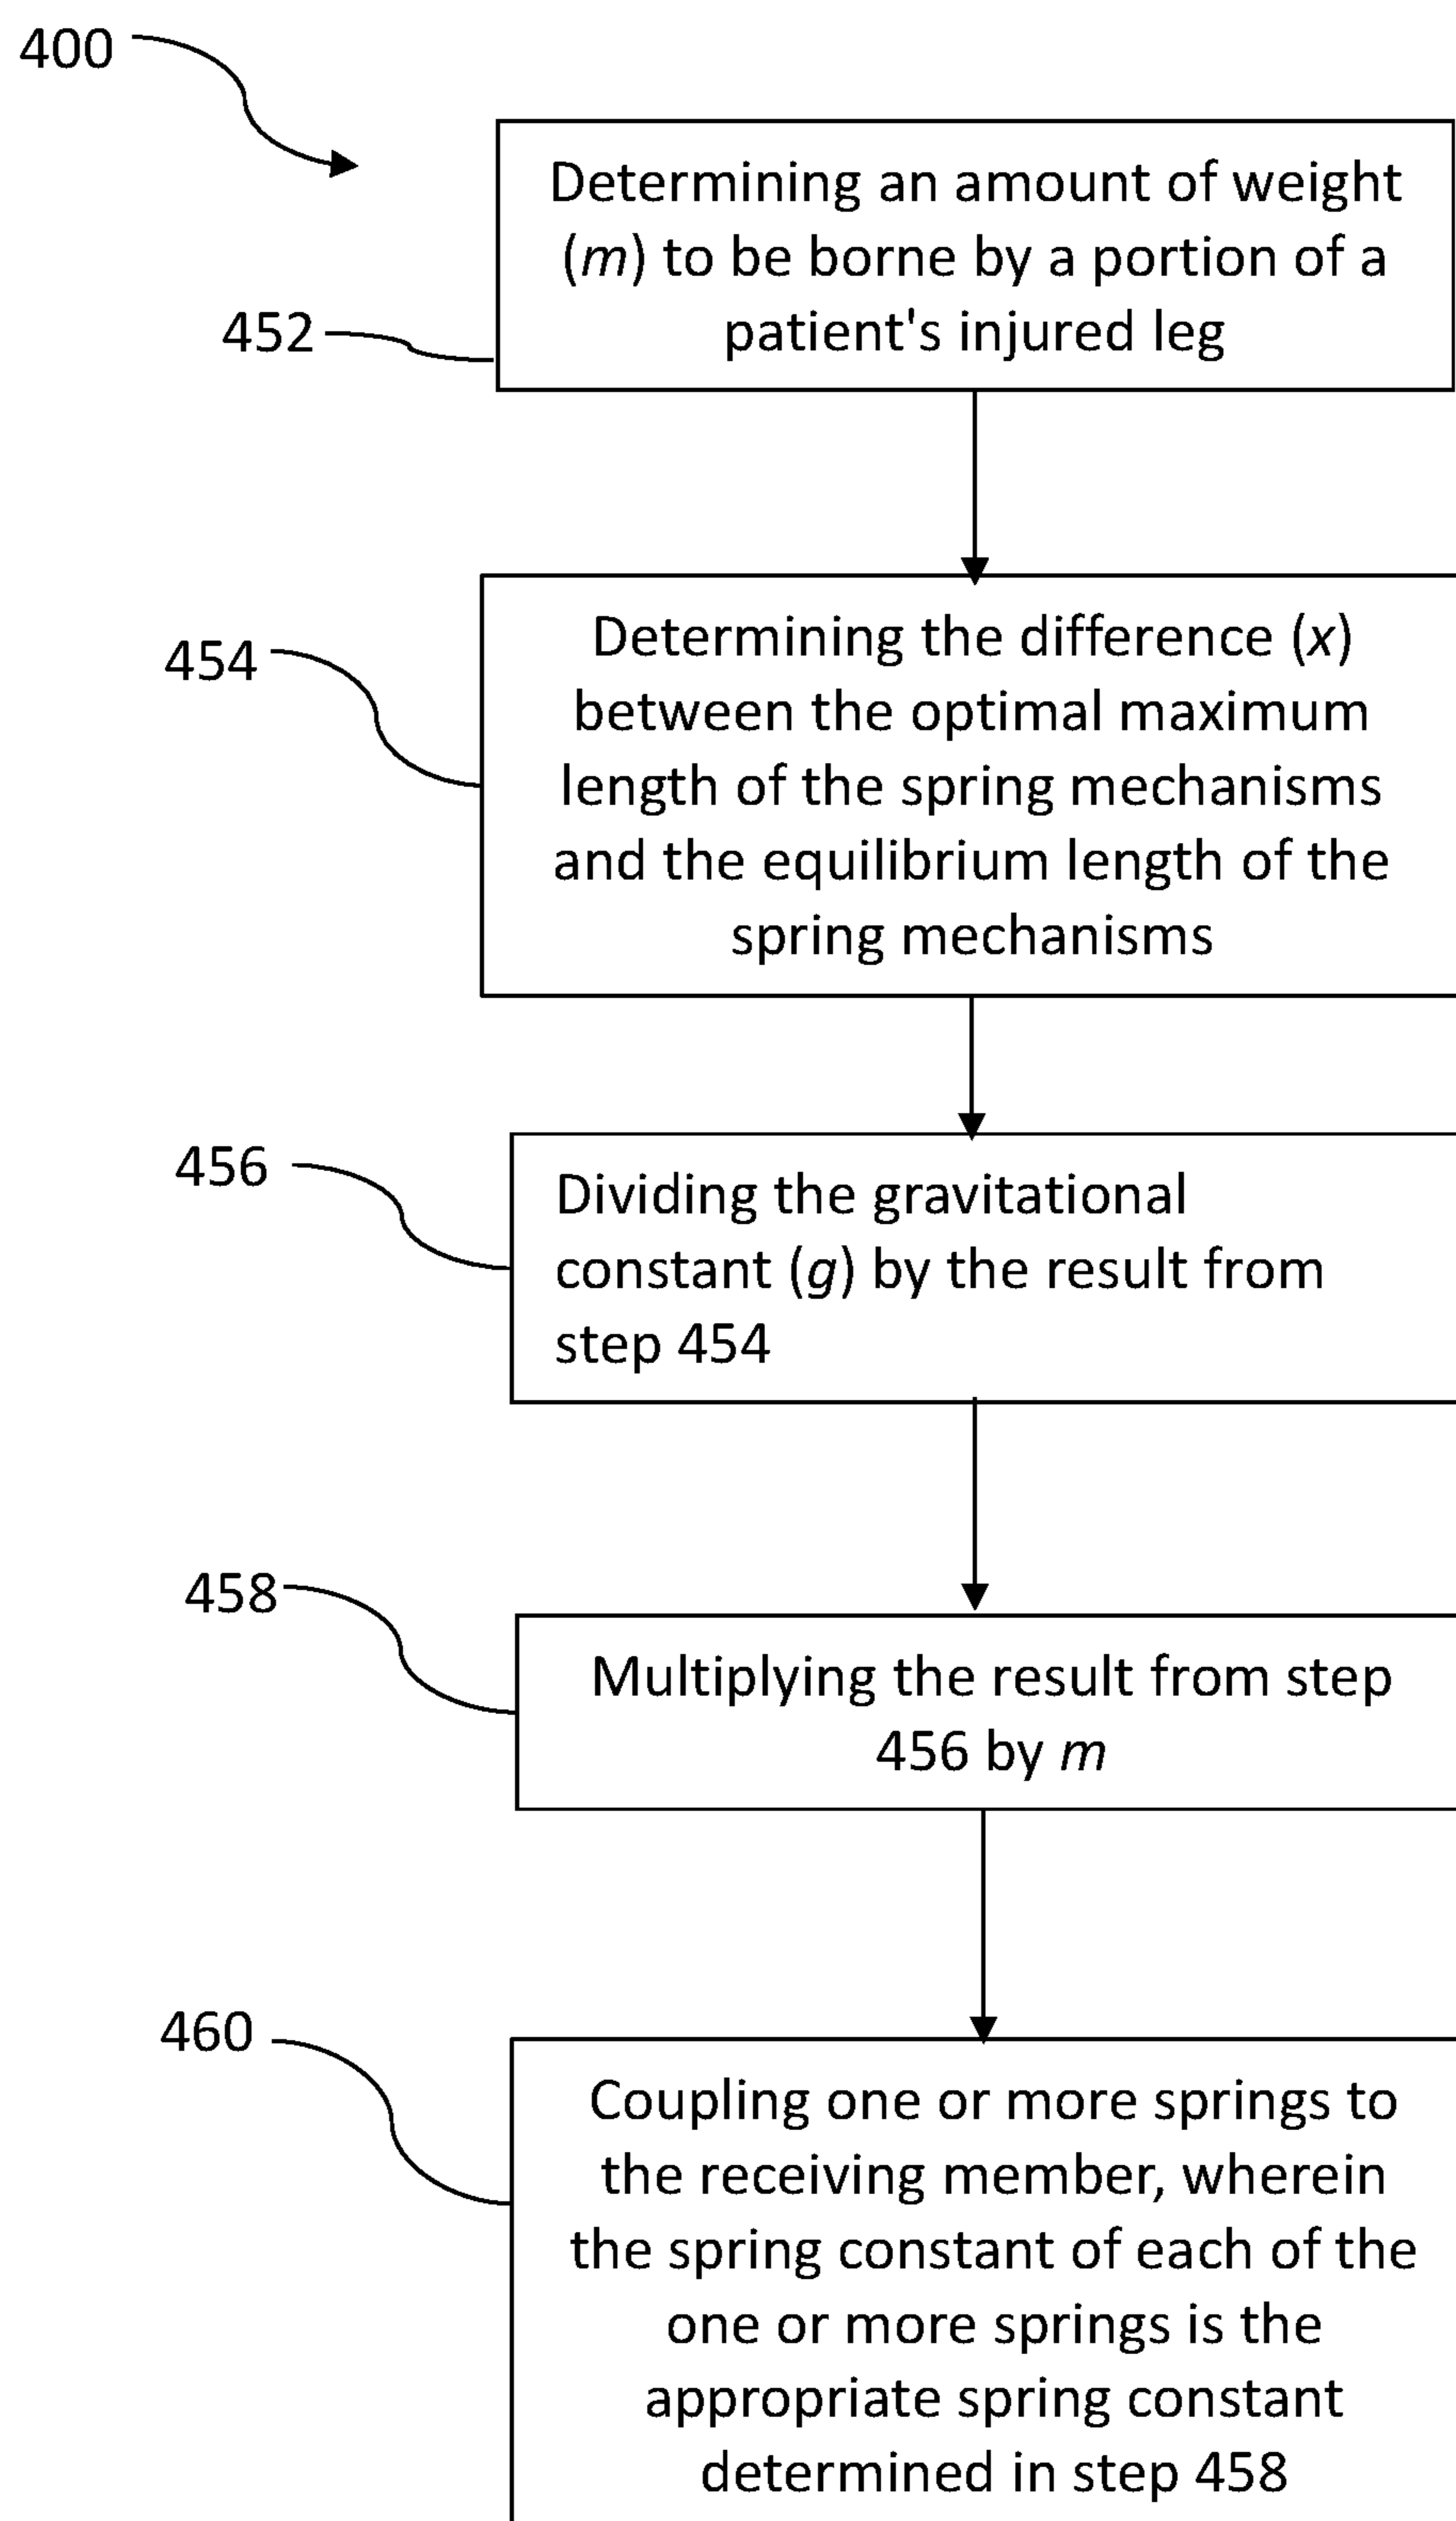 400
Determining an amount of weight
(m) to be borne by a portion of a
patient's injured leg
452
Determining the difference (x)
between the optimal maximum
length of the spring mechanisms
and the equilibrium length of the
spring mechanisms
454
Dividing the gravitational
constant (g) by the result from
step 454
456
Multiplying the result from step
456 by m
458
Coupling one or more springs to
the receiving member, wherein
the spring constant of each of the
one or more springs is the
appropriate spring constant
determined in step 458
460